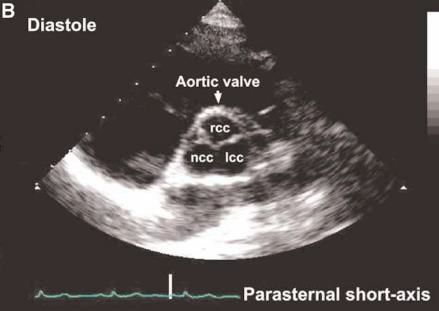 B
Diastole
Aortic valve
rcc
ncc lcc
Parasternal short-axis